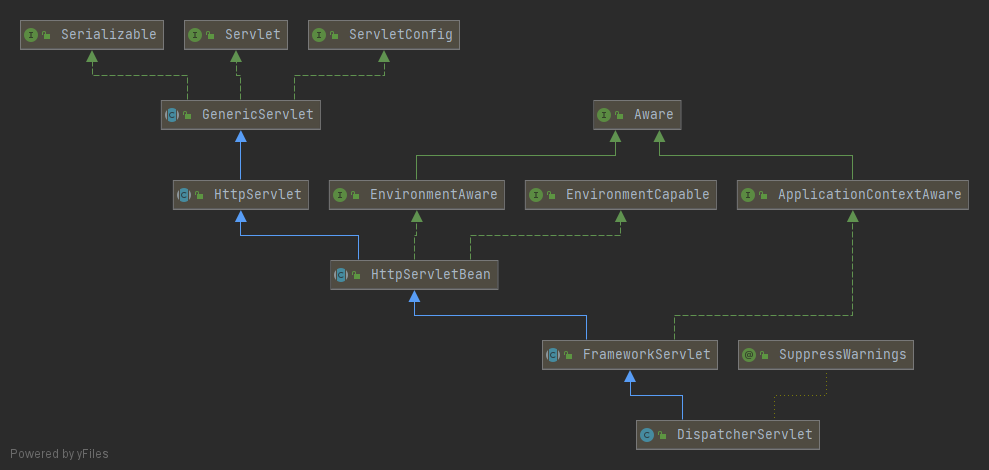 Serializable
Servlet
ServletConfig
GenericServlet
Aware
HttpServlet
EnvironmentAware
EnvironmentCapable
ApplicationContextAware
HttpServletBean
FrameworkServlet
SuppressWarnings
DispatcherServlet
Powered by yFiles